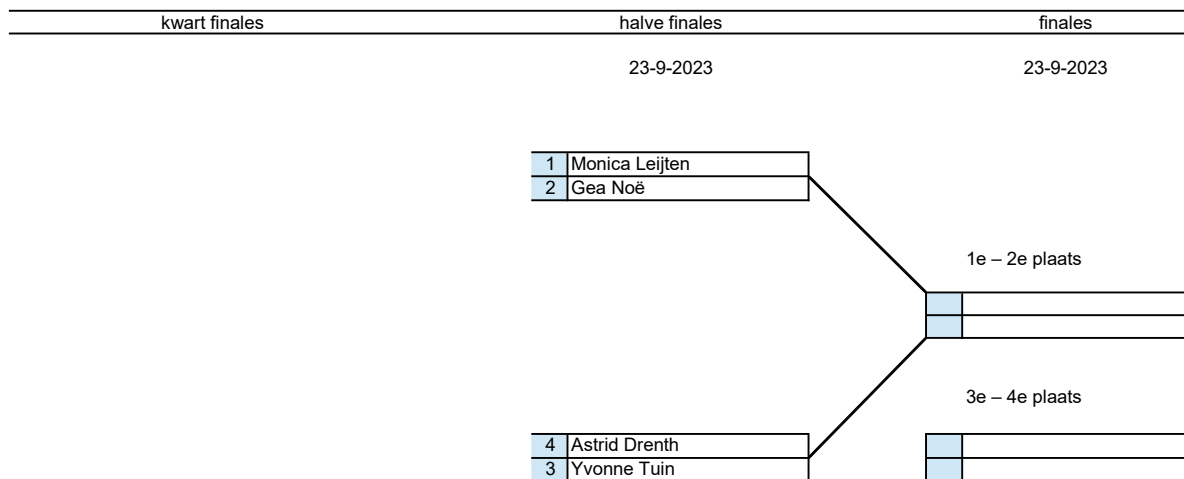 kwart finales halve finales finales
23-9-2023 23-9-2023
1 Monica Leijten
2 Gea Noë
1e – 2e plaats
3e – 4e plaats
4 Astrid Drenth
3 Yvonne Tuin